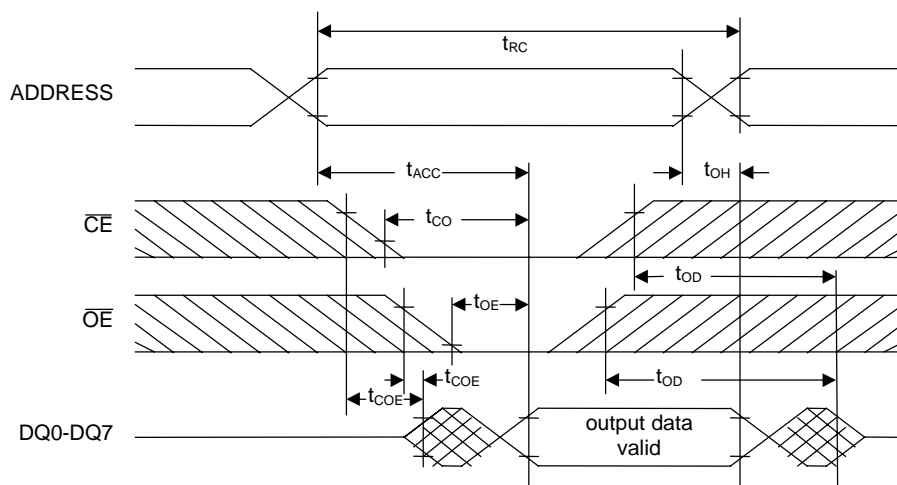 tRC
ADDRESS
tACC
tOH
tCO
CE
tOD
OE
tOE
tCOE
tOD
tCOE
DQ0-DQ7
output data
valid